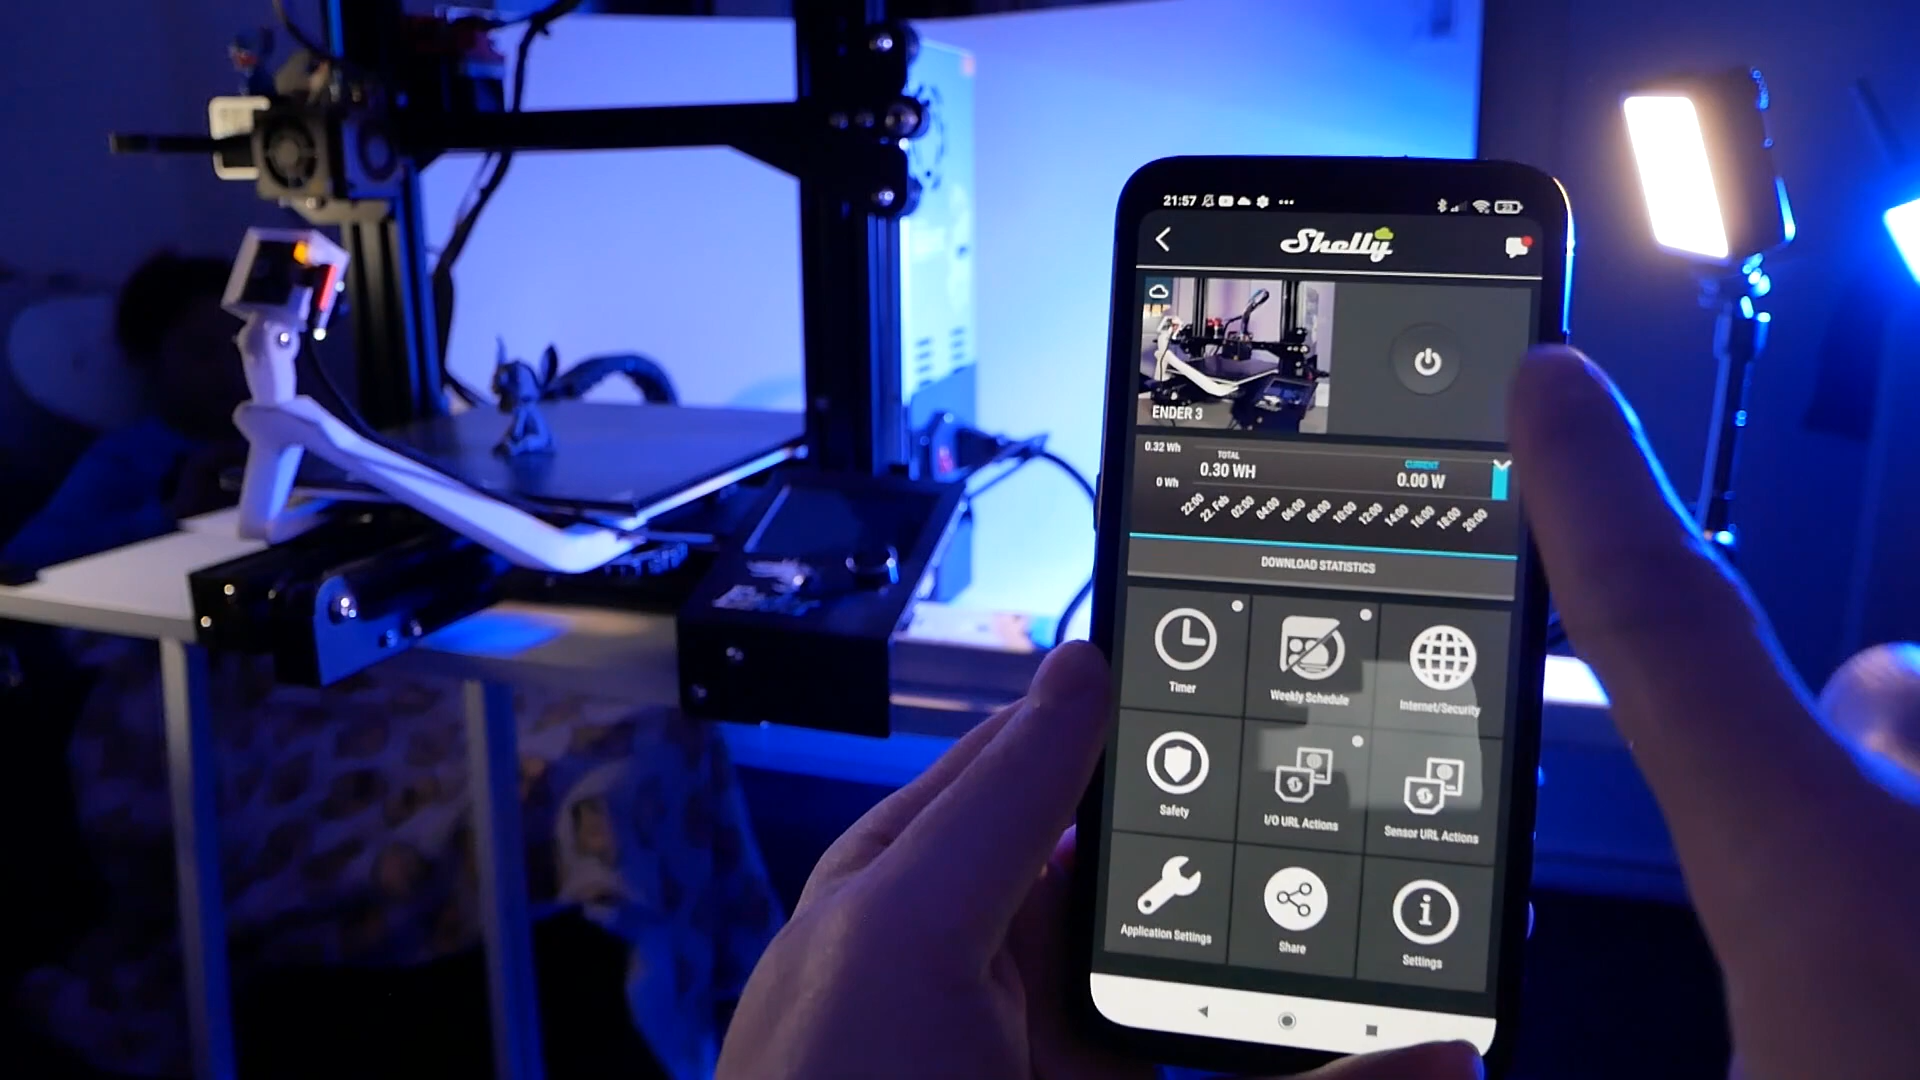 21:57
23
Shelly
ENDER 3
0.32 Wh
TOTAL
0.30 WH
CURRENT
0.00 W
0 Wh
22:00 22. Feb 02:00 04:00 06:00 08:00 10:00 12:00 14:00 16:00 18:00 20:00
DOWNLOAD STATISTICS
Timer
Weekly Schedule
Internet/Security
Safety
I/O URL Actions
Sensor URL Actions
Application Settings
Share
Settings